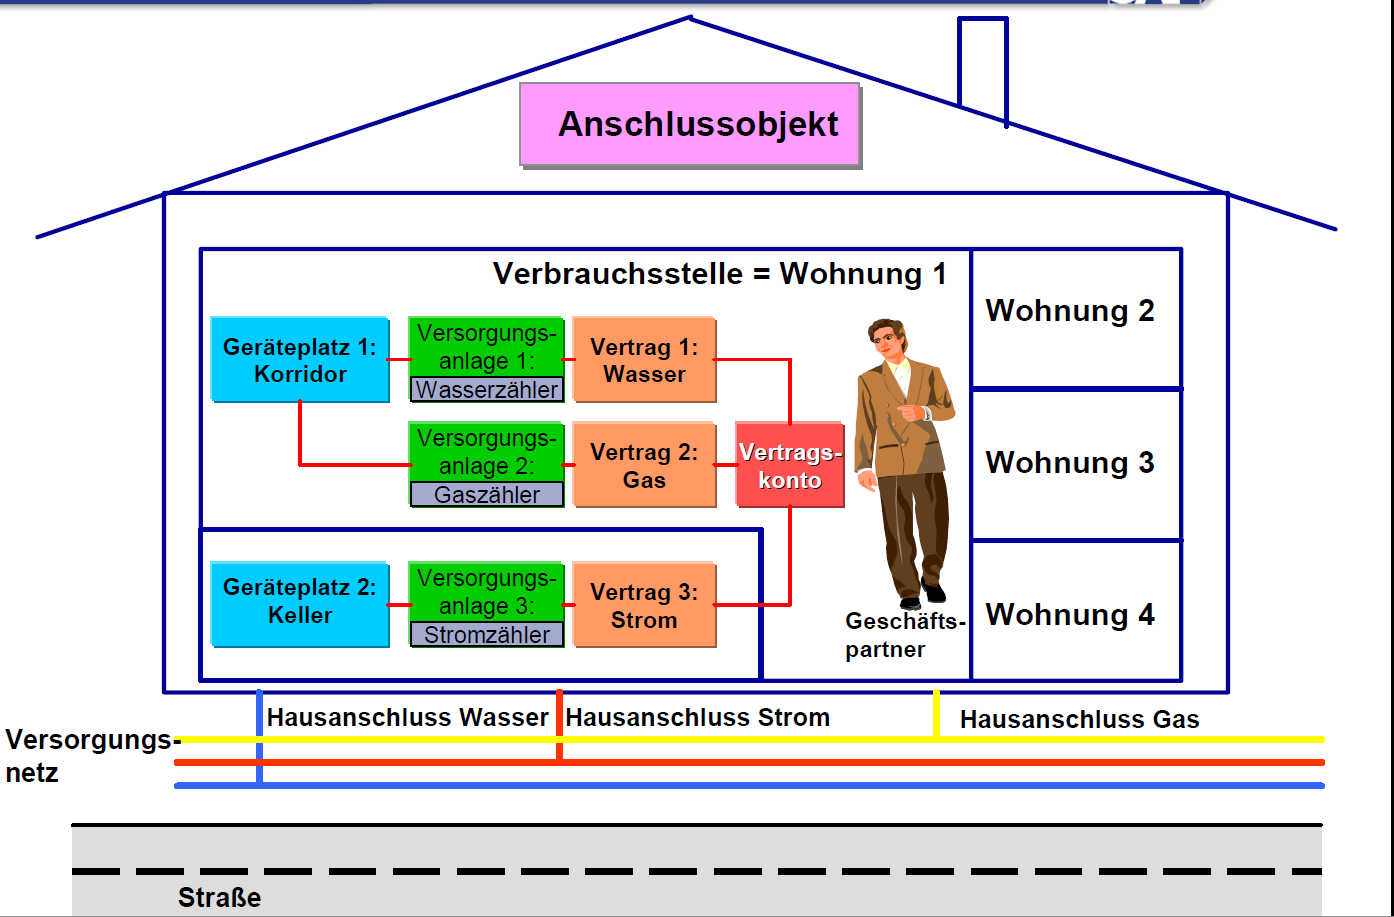 Anschlussobjekt
Verbrauchsstelle = Wohnung 1
Wohnung 2
Wohnung 3
Wohnung 4
Geräteplatz 1:
Korridor
Versorgungs-
anlage 1:
Wasserzähler
Vertrag 1:
Wasser
Versorgungs-
anlage 2:
Gaszähler
Vertrag 2:
Gas
Vertrags-
konto
Geräteplatz 2:
Keller
Versorgungs-
anlage 3:
Stromzähler
Vertrag 3:
Strom
Geschäfts-
partner
Hausanschluss Wasser
Hausanschluss Strom
Hausanschluss Gas
Versorgungs-
netz
Straße